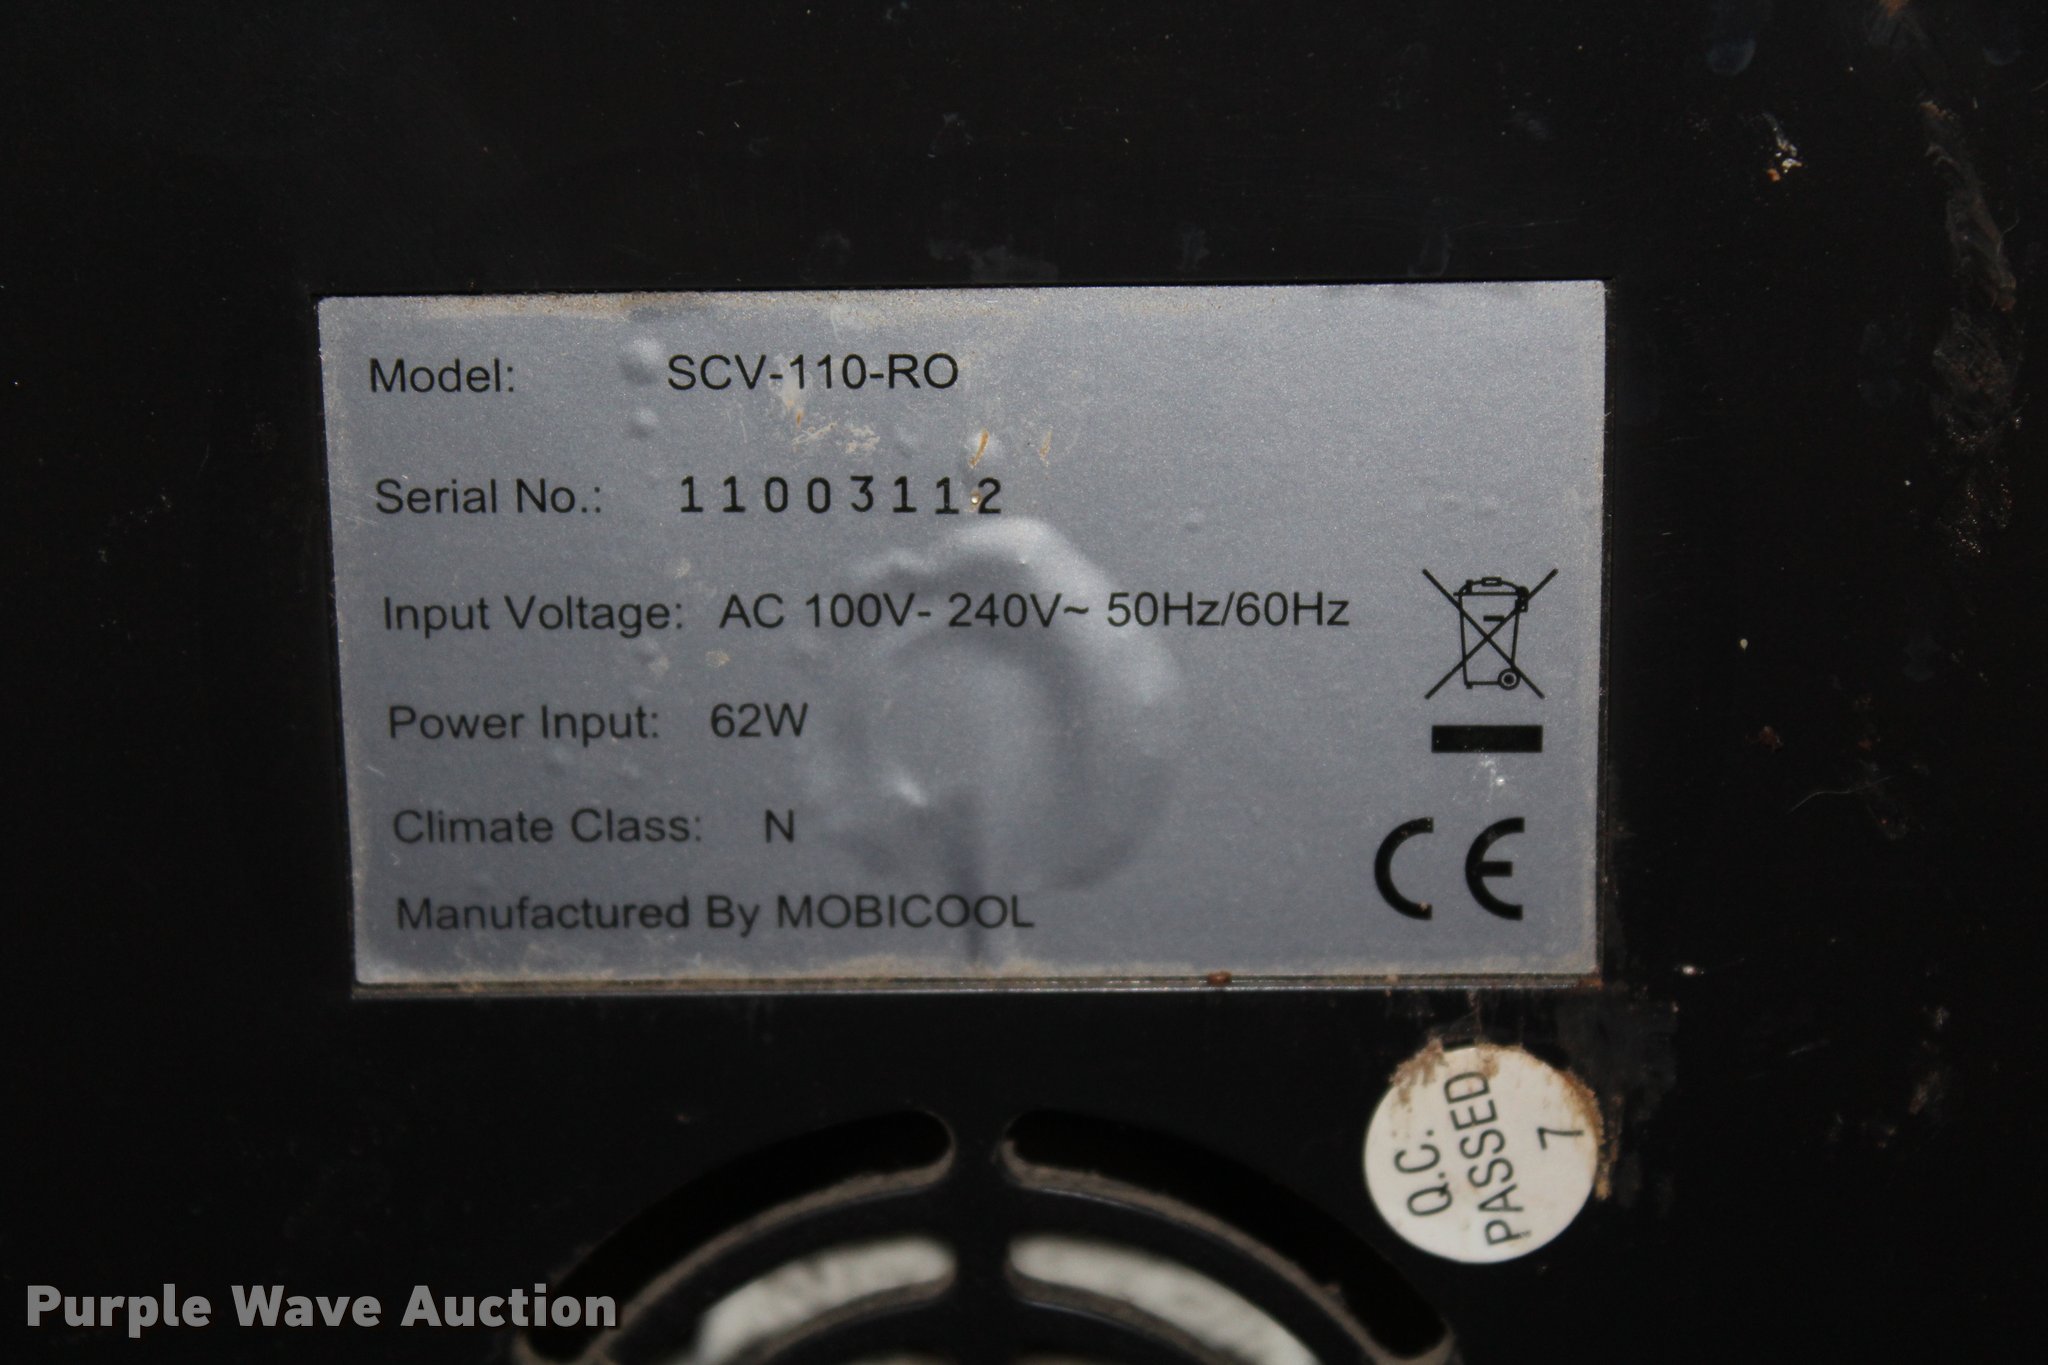 Model: SCV-110-RO
Serial No.: 11003112
Input Voltage: AC 100V- 240V~ 50Hz/60Hz
Power Input: 62W
Climate Class: N
Manufactured By MOBICOOL
CE
Q.C.
PASSED
7
Purple Wave Auction